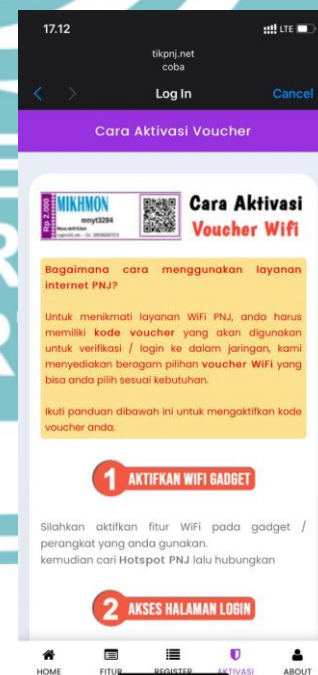 17.12
LTE
tikpnj.net
coba
Log In
Cancel
Cara Aktivasi Voucher
Rp 2.000
MIKHMON
mnyt3284
Cara Aktivasi
Voucher Wifi
Bagaimana cara menggunakan layanan
internet PNJ?
Untuk menikmati layanan WiFi PNJ, anda harus
memiliki kode voucher yang akan digunakan
untuk verifikasi / login ke dalam jaringan, kami
menyediakan beragam pilihan voucher WiFi yang
bisa anda pilih sesuai kebutuhan.
Ikuti panduan dibawah ini untuk mengaktifkan kode
voucher anda.
1 AKTIFKAN WIFI GADGET
Silahkan aktifkan fitur WiFi pada gadget /
perangkat yang anda gunakan.
kemudian cari Hotspot PNJ lalu hubungkan
2 AKSES HALAMAN LOGIN
HOME
FITUR
REGISTER
AKTIVASI
ABOUT